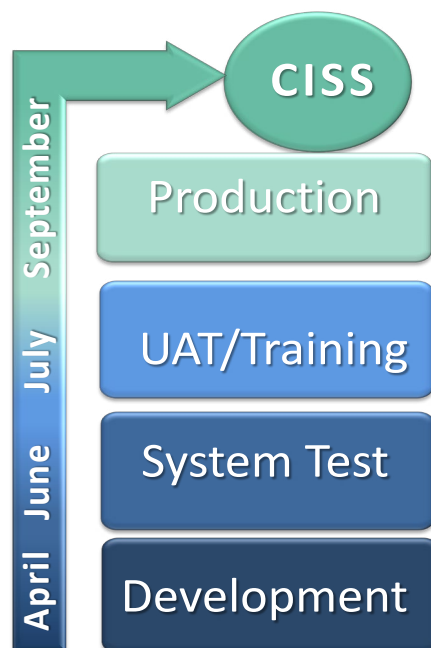 CISS
Production
UAT/Training
System Test
Development
April June July September